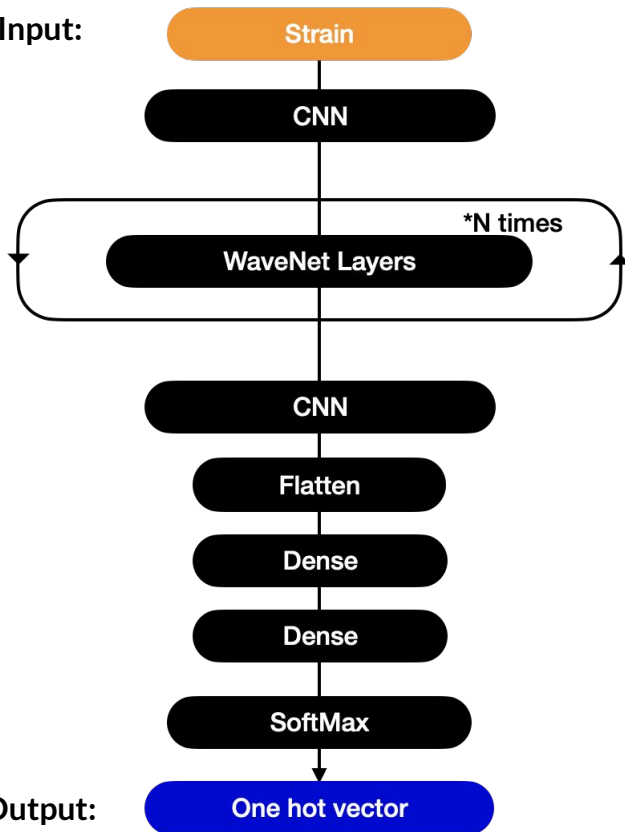 Input:
Strain
CNN
*N times
WaveNet Layers
CNN
Flatten
Dense
Dense
SoftMax
Output:
One hot vector